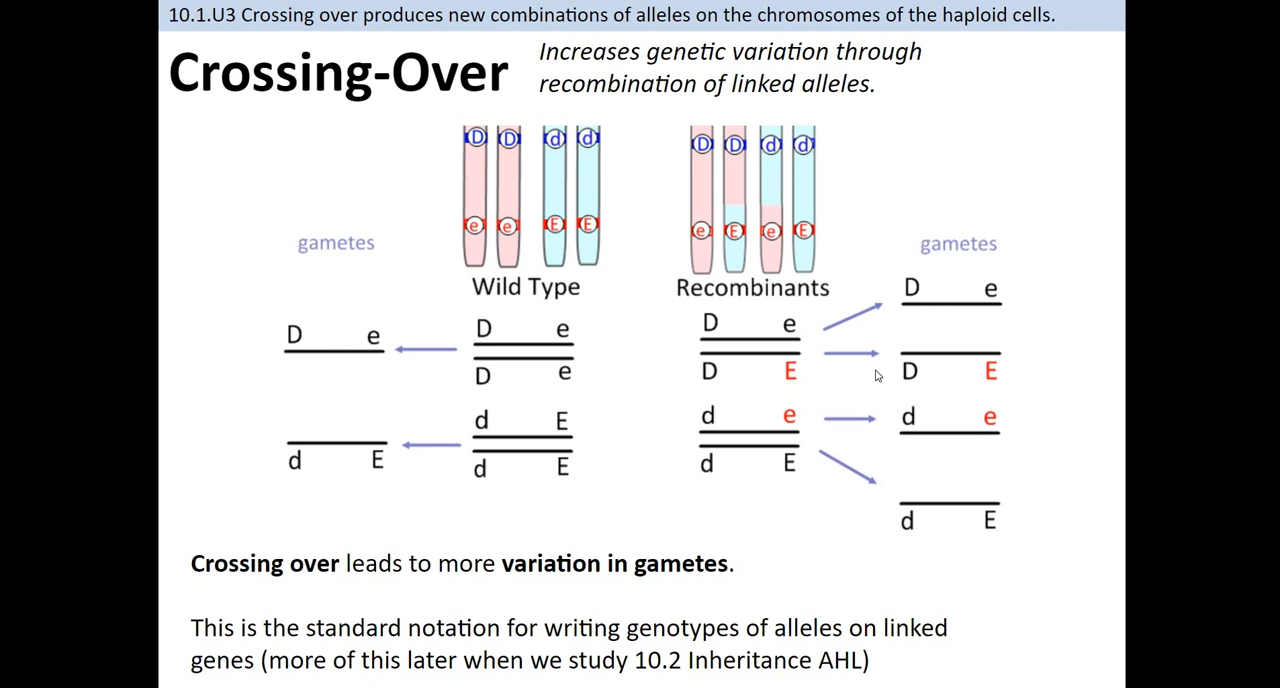 10.1.U3 Crossing over produces new combinations of alleles on the chromosomes of the haploid cells.
Crossing-Over
Increases genetic variation through
recombination of linked alleles.
D D d d
e e E E
D D d d
e E e E
gametes
Wild Type
Recombinants
gametes
D e
D e
D e
d E
d E
d E
D e
D E
d e
d E
D e
D E
d e
d E
Crossing over leads to more variation in gametes.
This is the standard notation for writing genotypes of alleles on linked
genes (more of this later when we study 10.2 Inheritance AHL)